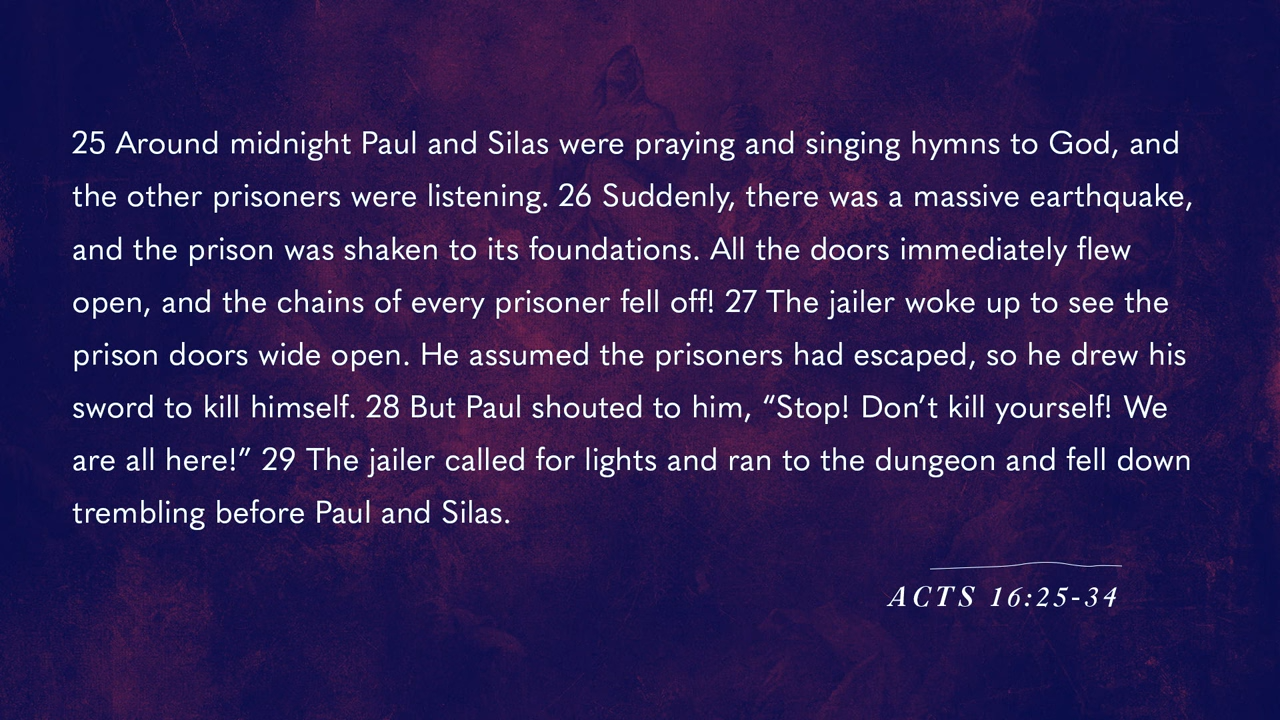 25 Around midnight Paul and Silas were praying and singing hymns to God, and
the other prisoners were listening. 26 Suddenly, there was a massive earthquake,
and the prison was shaken to its foundations. All the doors immediately flew
open, and the chains of every prisoner fell off! 27 The jailer woke up to see the
prison doors wide open. He assumed the prisoners had escaped, so he drew his
sword to kill himself. 28 But Paul shouted to him, “Stop! Don’t kill yourself! We
are all here!” 29 The jailer called for lights and ran to the dungeon and fell down
trembling before Paul and Silas.
ACTS 16:25-34